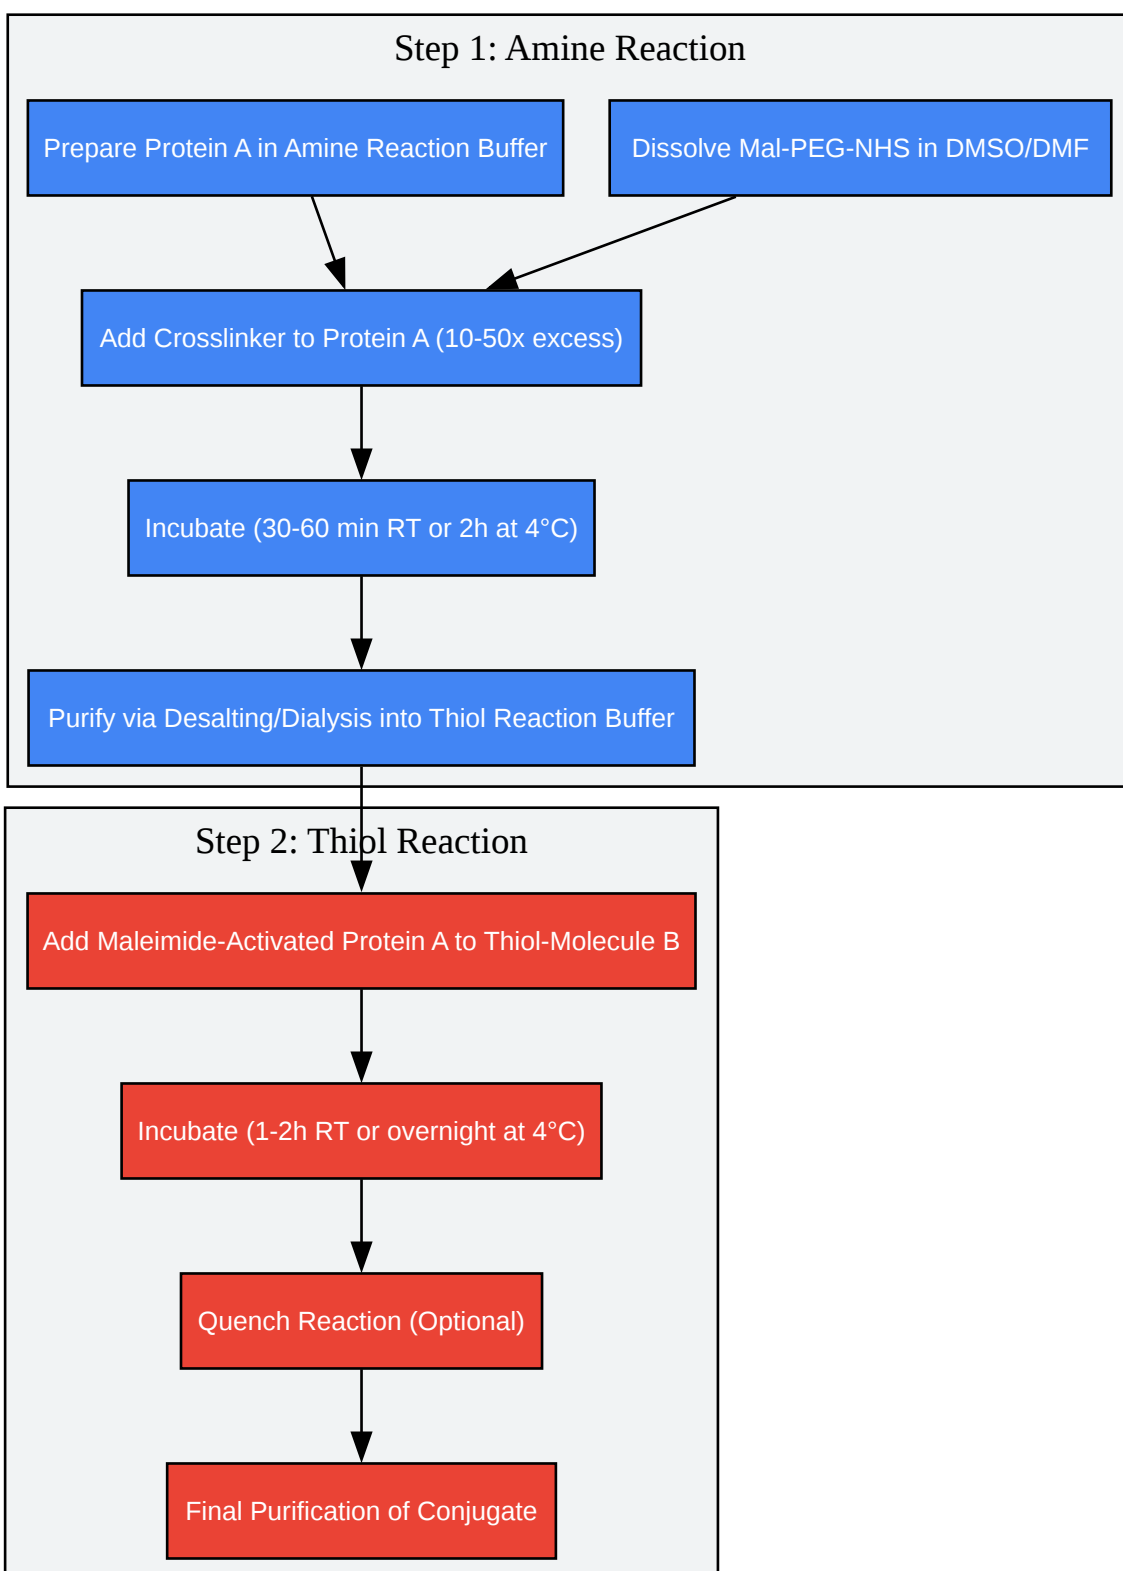 Step 1: Amine Reaction
Prepare Protein A in Amine Reaction Buffer
Dissolve Mal-PEG-NHS in DMSO/DMF
Add Crosslinker to Protein A (10-50x excess)
Incubate (30-60 min RT or 2h at 4°C)
Purify via Desalting/Dialysis into Thiol Reaction Buffer
Step 2: Thiol Reaction
Add Maleimide-Activated Protein A to Thiol-Molecule B
Incubate (1-2h RT or overnight at 4°C)
Quench Reaction (Optional)
Final Purification of Conjugate